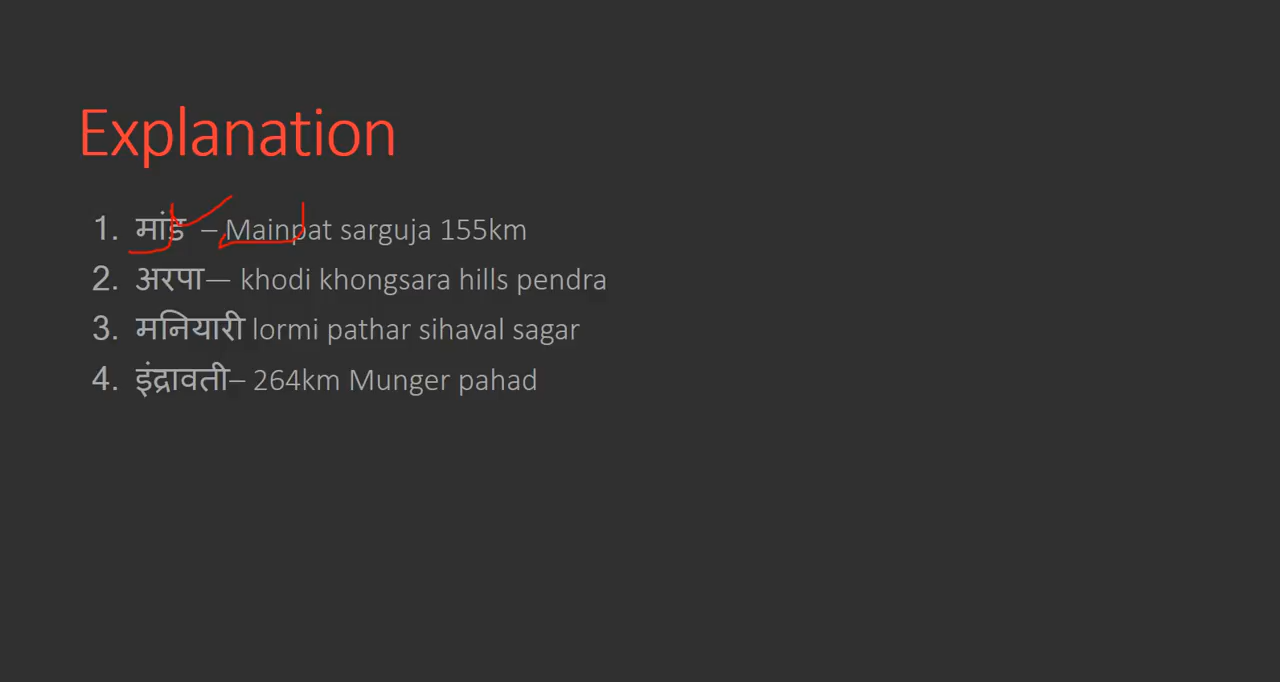 Explanation
1. मांड – Mainpat sarguja 155km
2. अरपा— khodi khongsara hills pendra
3. मनियारी lormi pathar sihaval sagar
4. इंद्रावती– 264km Munger pahad